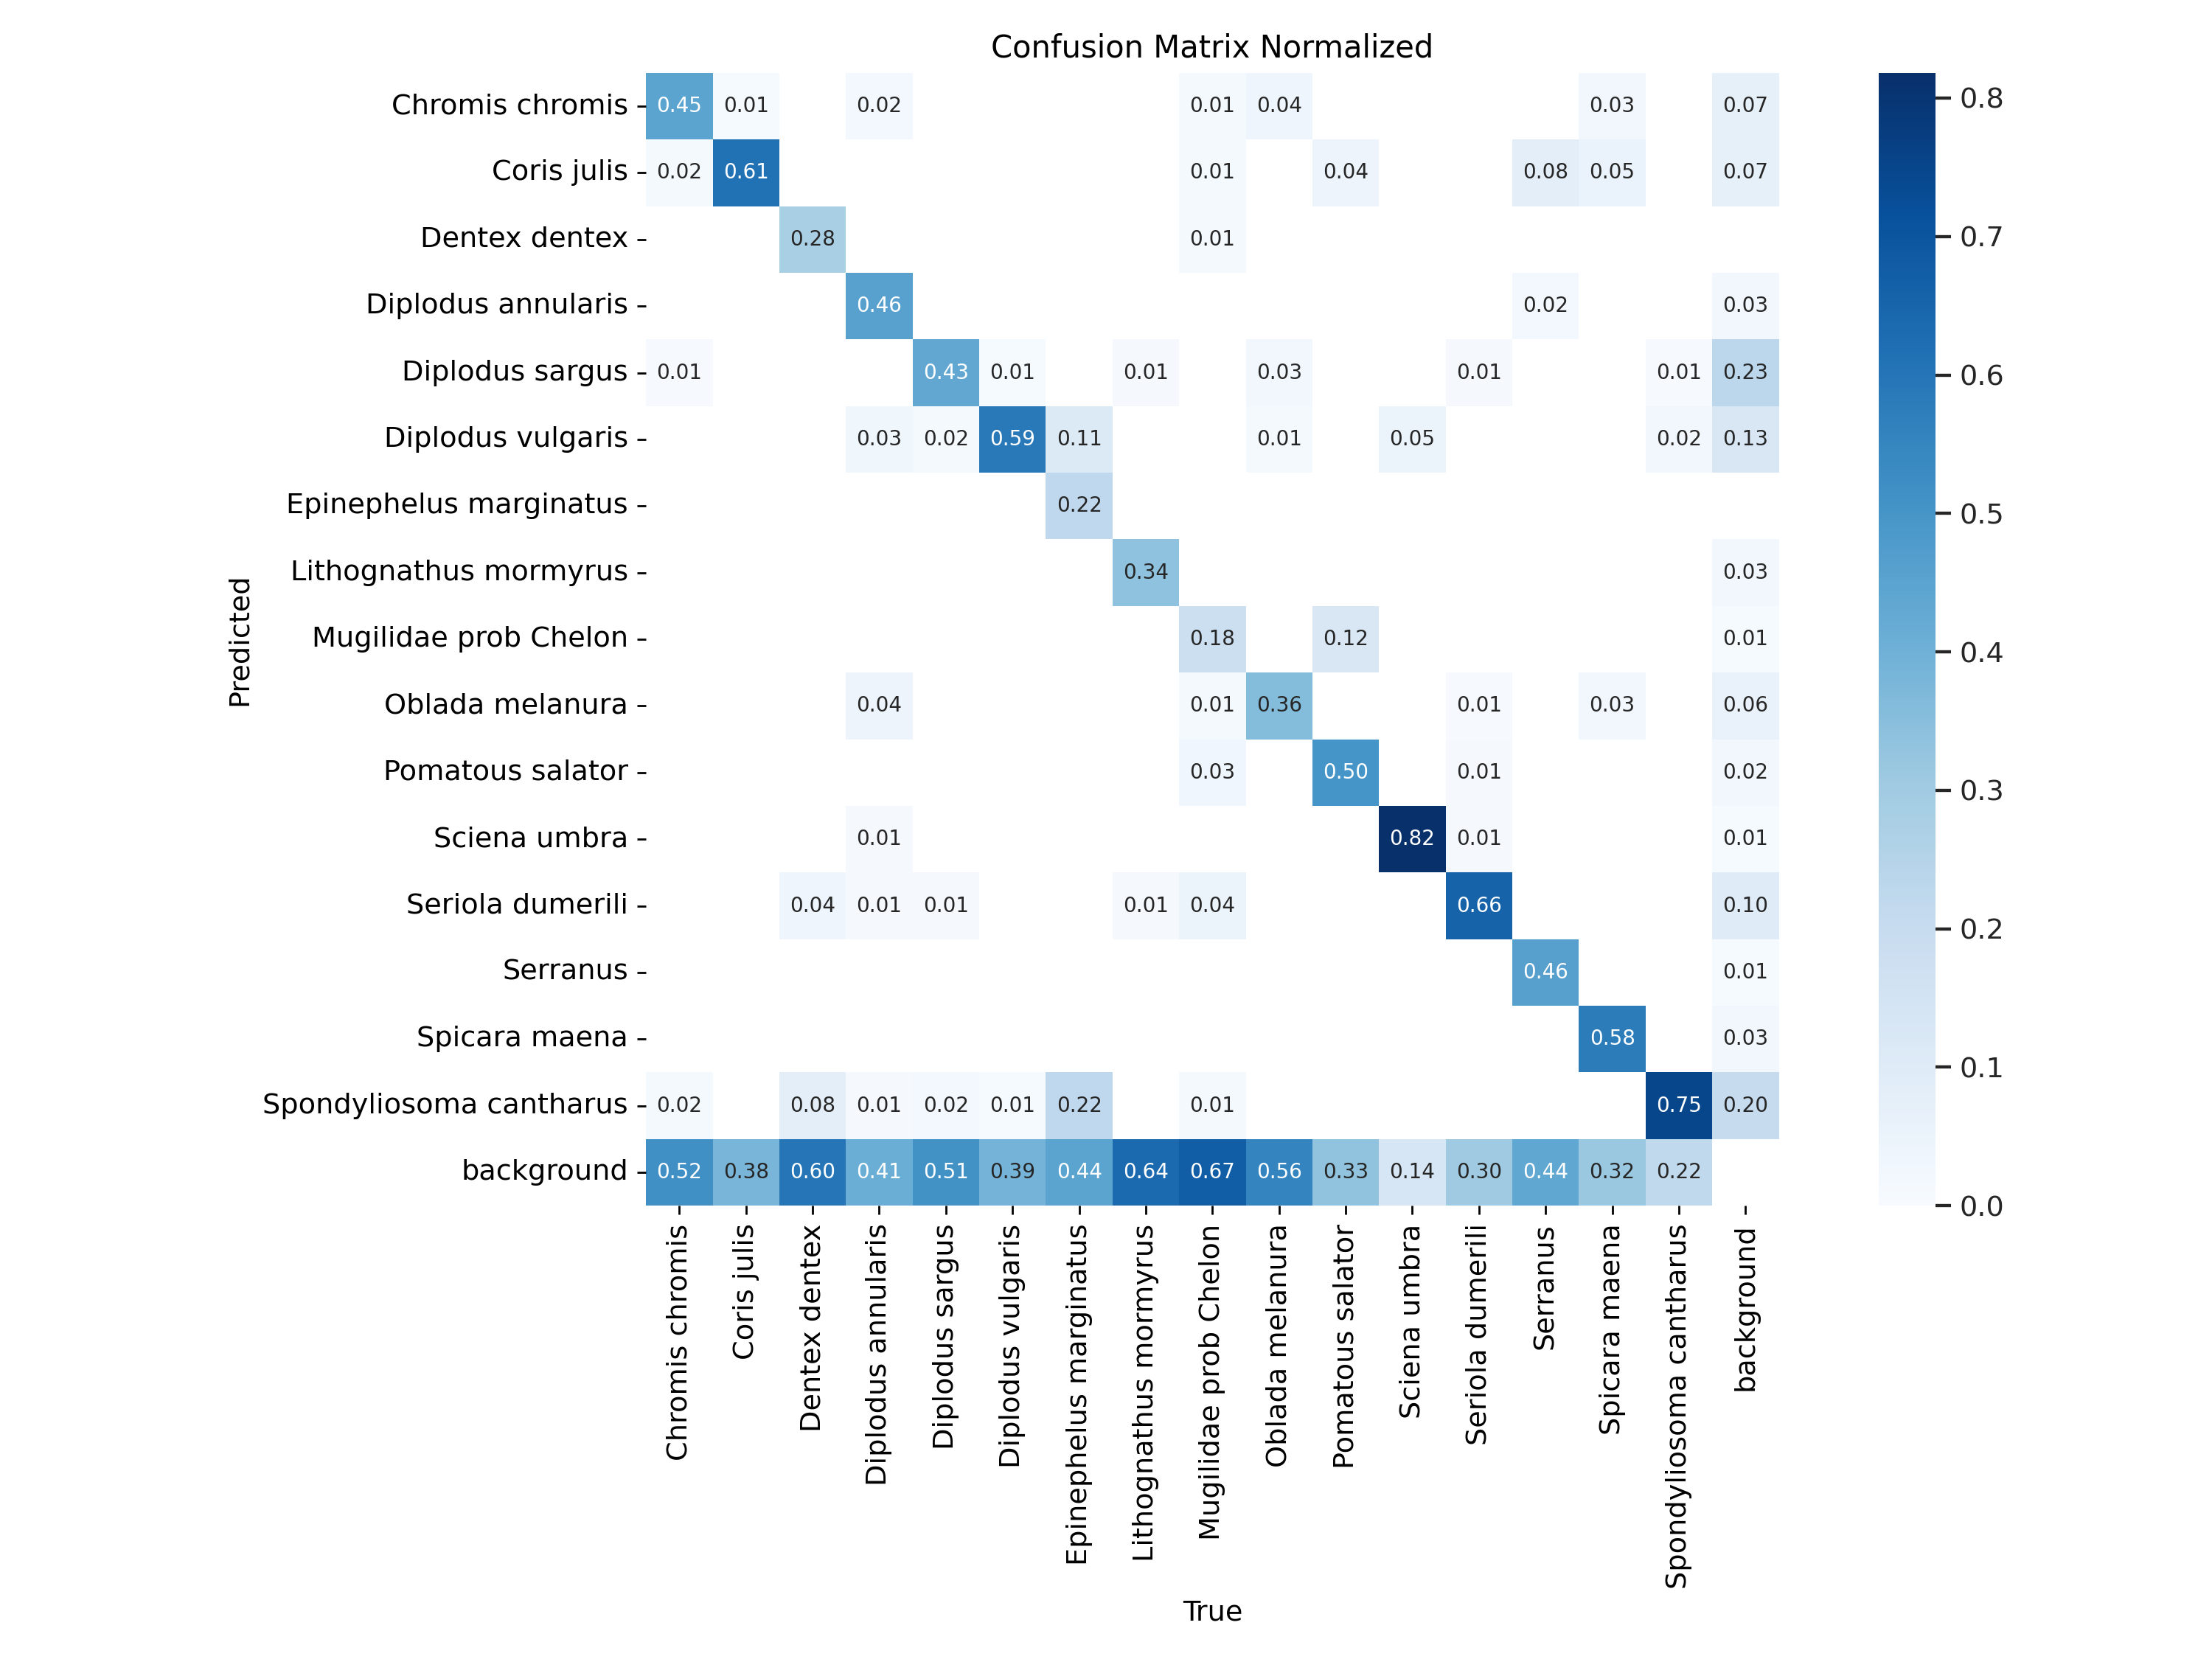 Confusion Matrix Normalized
Chromis chromis 0.45 0.01 0.02 0.01 0.04 0.03 0.07
Coris julis 0.02 0.61 0.01 0.04 0.08 0.05 0.07
Dentex dentex 0.28 0.01
Diplodus annularis 0.46 0.02 0.03
Diplodus sargus 0.01 0.43 0.01 0.01 0.03 0.01 0.01 0.23
Diplodus vulgaris 0.03 0.02 0.59 0.11 0.01 0.05 0.02 0.13
Epinephelus marginatus 0.22
Lithognathus mormyrus 0.34 0.03
Mugilidae prob Chelon 0.18 0.12 0.01
Oblada melanura 0.04 0.01 0.36 0.01 0.03 0.06
Pomatous salator 0.03 0.50 0.01 0.02
Sciena umbra 0.01 0.82 0.01 0.01
Seriola dumerili 0.04 0.01 0.01 0.01 0.04 0.66 0.10
Serranus 0.46 0.01
Spicara maena 0.58 0.03
Spondyliosoma cantharus 0.02 0.08 0.01 0.02 0.01 0.22 0.01 0.75 0.20
background 0.52 0.38 0.60 0.41 0.51 0.39 0.44 0.64 0.67 0.56 0.33 0.14 0.30 0.44 0.32 0.22
Predicted
Chromis chromis
Coris julis
Dentex dentex
Diplodus annularis
Diplodus sargus
Diplodus vulgaris
Epinephelus marginatus
Lithognathus mormyrus
Mugilidae prob Chelon
Oblada melanura
Pomatous salator
Sciena umbra
Seriola dumerili
Serranus
Spicara maena
Spondyliosoma cantharus
background
True
0.8
0.7
0.6
0.5
0.4
0.3
0.2
0.1
0.0